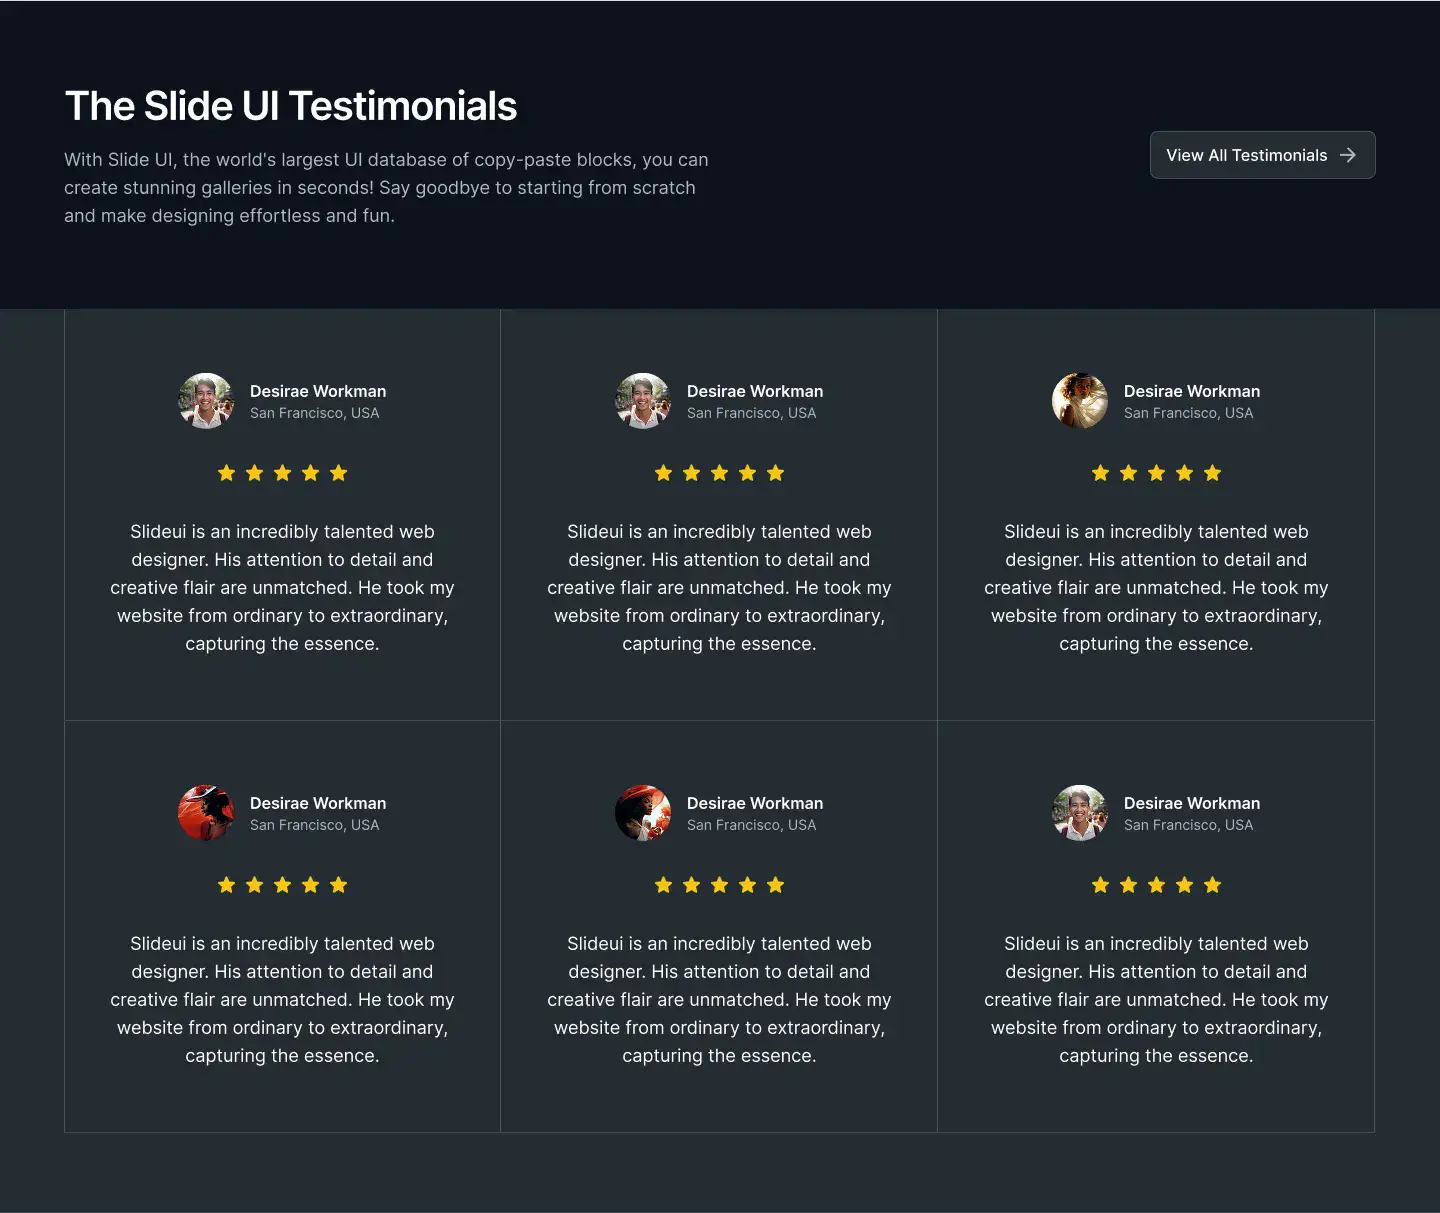 The Slide UI Testimonials
With Slide UI, the world's largest UI database of copy-paste blocks, you can
create stunning galleries in seconds! Say goodbye to starting from scratch
and make designing effortless and fun.
View All Testimonials
Desirae Workman
San Francisco, USA
Slideui is an incredibly talented web
designer. His attention to detail and
creative flair are unmatched. He took my
website from ordinary to extraordinary,
capturing the essence.
Desirae Workman
San Francisco, USA
Slideui is an incredibly talented web
designer. His attention to detail and
creative flair are unmatched. He took my
website from ordinary to extraordinary,
capturing the essence.
Desirae Workman
San Francisco, USA
Slideui is an incredibly talented web
designer. His attention to detail and
creative flair are unmatched. He took my
website from ordinary to extraordinary,
capturing the essence.
Desirae Workman
San Francisco, USA
Slideui is an incredibly talented web
designer. His attention to detail and
creative flair are unmatched. He took my
website from ordinary to extraordinary,
capturing the essence.
Desirae Workman
San Francisco, USA
Slideui is an incredibly talented web
designer. His attention to detail and
creative flair are unmatched. He took my
website from ordinary to extraordinary,
capturing the essence.
Desirae Workman
San Francisco, USA
Slideui is an incredibly talented web
designer. His attention to detail and
creative flair are unmatched. He took my
website from ordinary to extraordinary,
capturing the essence.